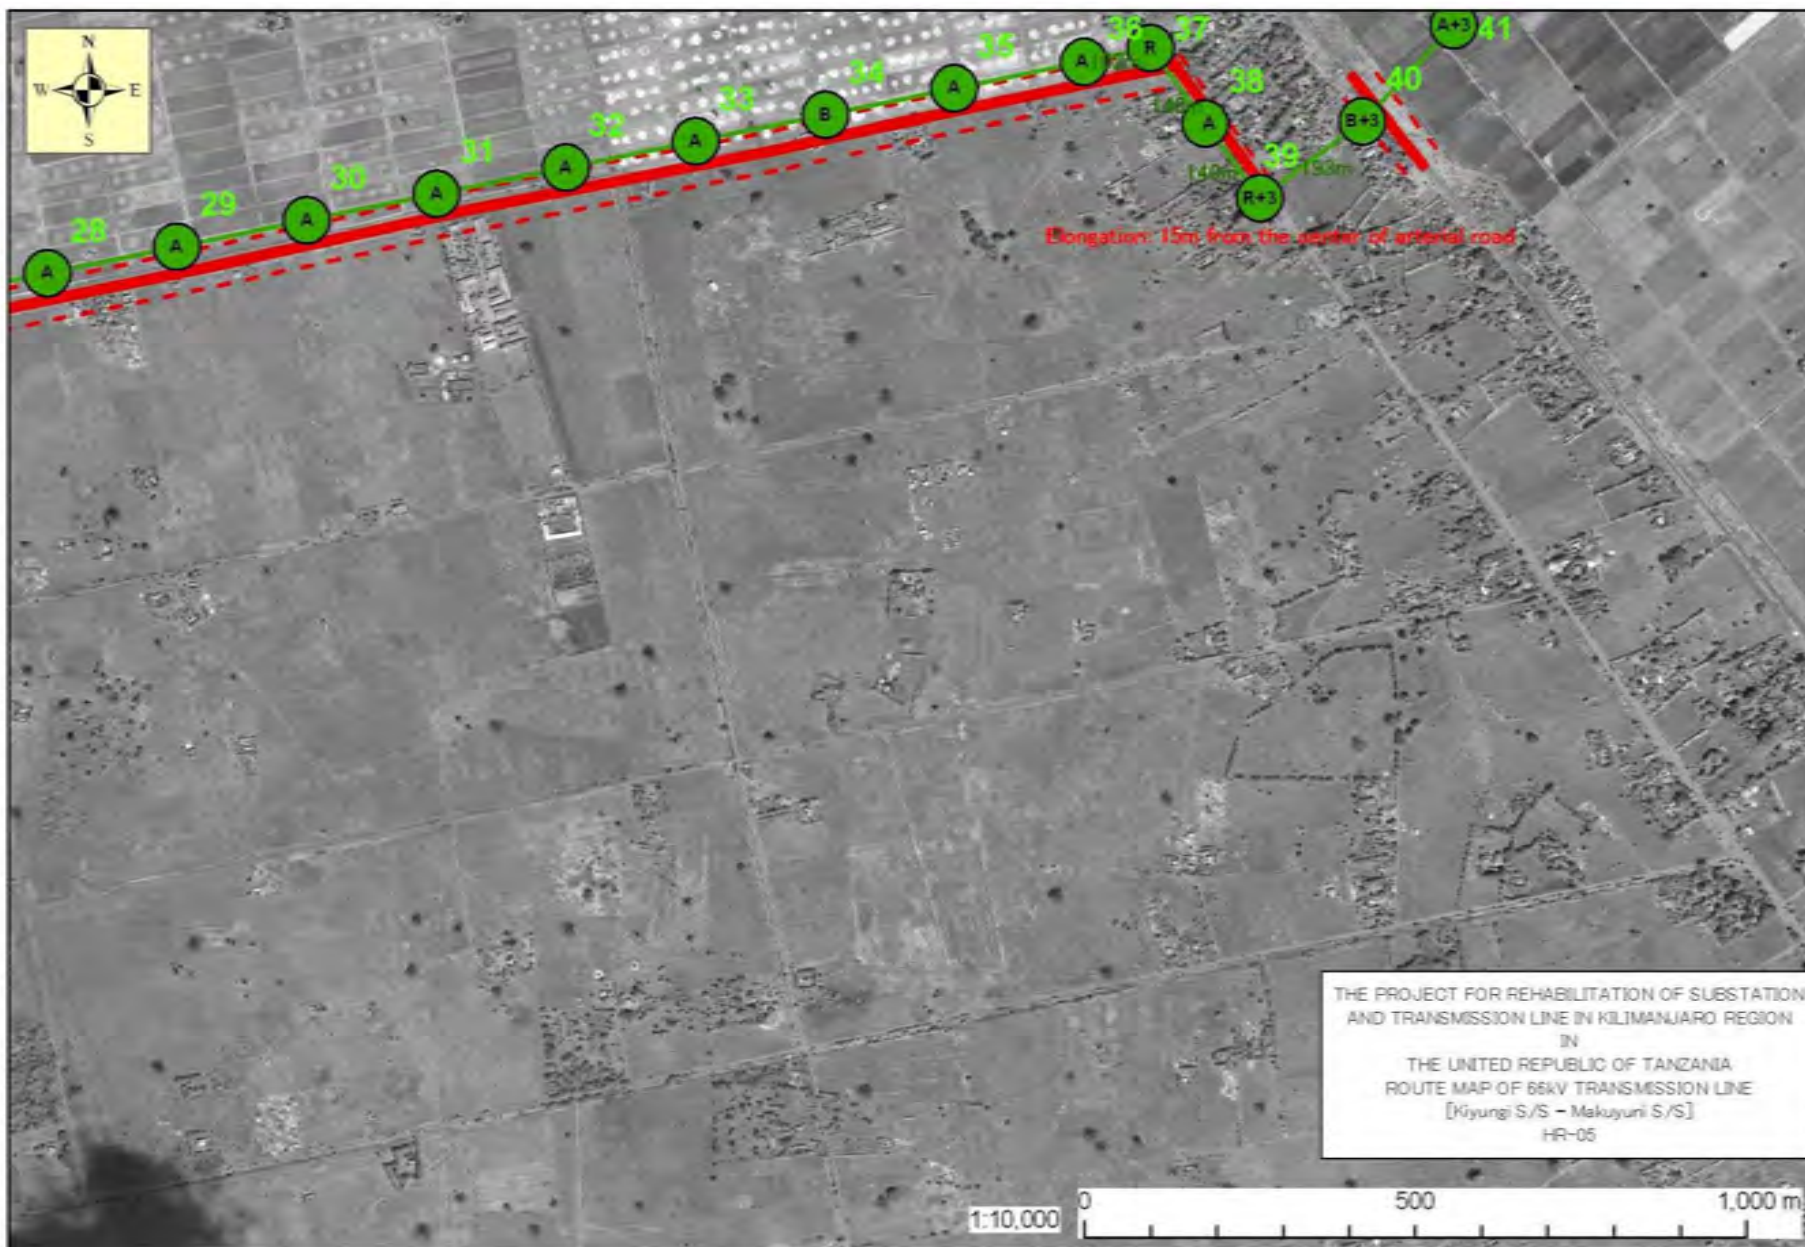 N
W E
S
A 28
A 29
A 30
A 31
A 32
A 33
B 34
A 35
A 36
R 37
A 38
R+3 39
B+3 40
A+3 41
153m
Elongation: 15m from the center of arterial road
THE PROJECT FOR REHABILITATION OF SUBSTATION
AND TRANSMISSION LINE IN KILIMANJARO REGION
IN
THE UNITED REPUBLIC OF TANZANIA
ROUTE MAP OF 66kV TRANSMISSION LINE
[Kiyungi S/S - Makuyuni S/S]
HR-05
1:10,000
0 500 1,000 m